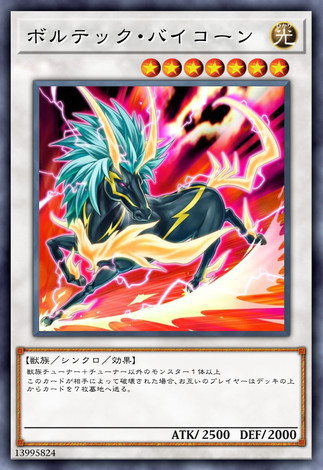 ボルテック・バイコーン
ひかり
光
【獣族／シンクロ／効果】
獣族チューナー＋チューナー以外のモンスター１体以上
このカードが相手によって破壊された場合、お互いのプレイヤーはデッキの上
からカードを７枚墓地へ送る。
ATK/ 2500 DEF/2000
13995824